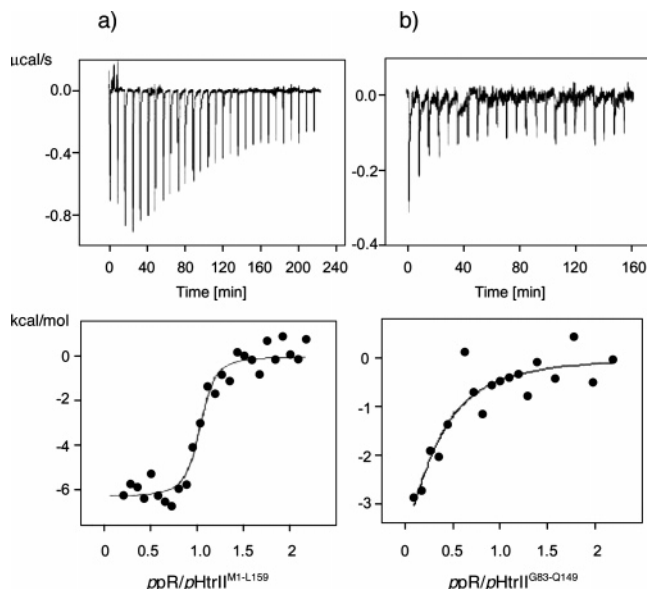 a)
b)
μcal/s
0.0
-0.4
-0.8
0 40 80 120 160 200 240
Time [min]
0.0
-0.2
-0.4
0 40 80 120 160
Time [min]
kcal/mol
0
-2
-4
-6
0 0.5 1.0 1.5 2
ppR/pHtrII^M1-L159
0
-1
-2
-3
0 0.5 1.0 1.5 2
ppR/pHtrII^G83-Q149